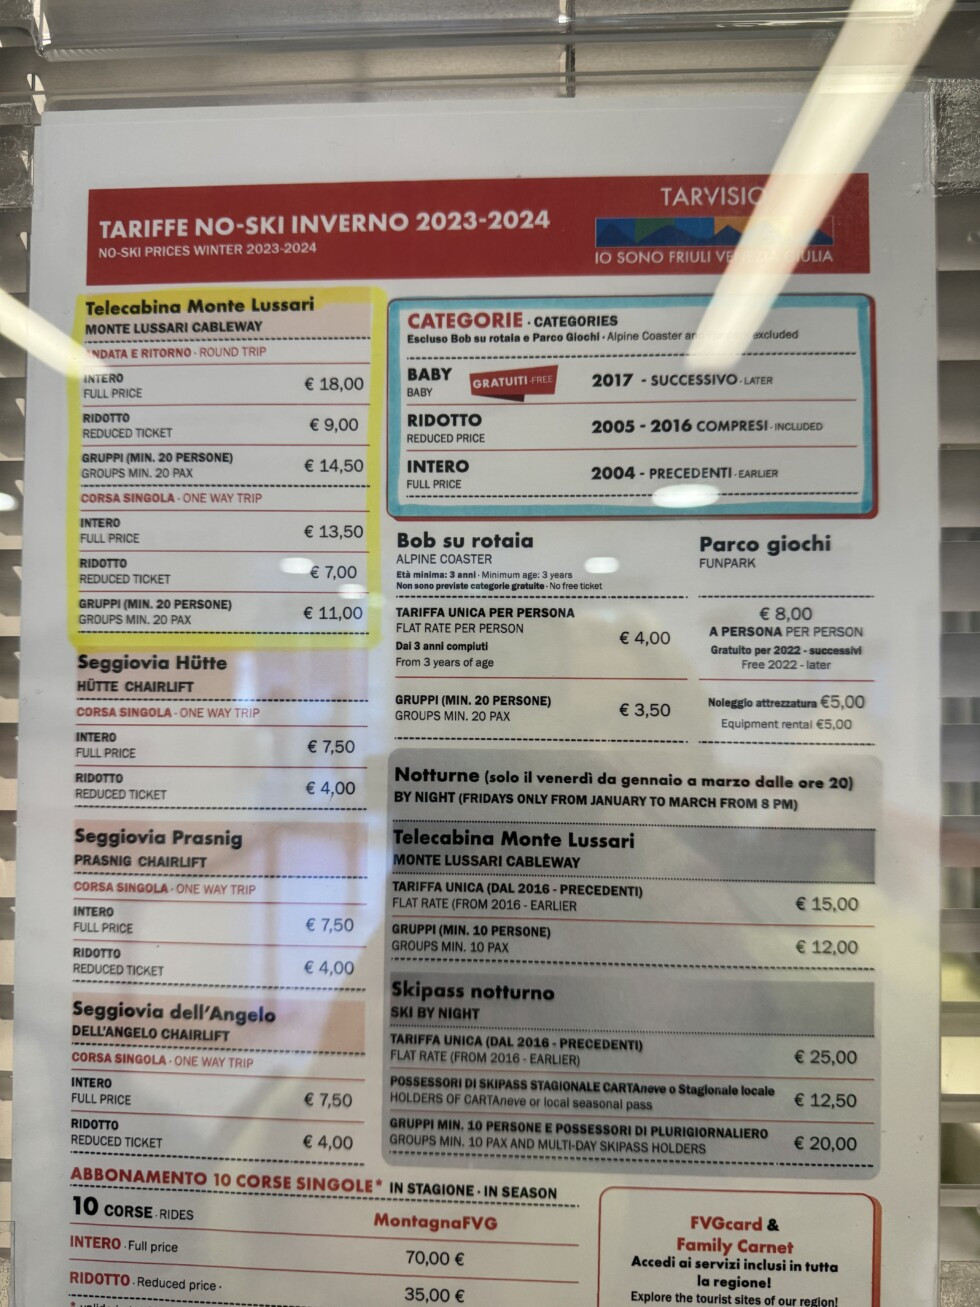 TARIFFE NO-SKI INVERNO 2023-2024
NO-SKI PRICES WINTER 2023-2024
TARVISIO
IO SONO FRIULI VENEZIA GIULIA
Telecabina Monte Lussari
MONTE LUSSARI CABLEWAY
ANDATA E RITORNO · ROUND TRIP
INTERO
FULL PRICE € 18,00
RIDOTTO
REDUCED TICKET € 9,00
GRUPPI (MIN. 20 PERSONE)
GROUPS MIN. 20 PAX € 14,50
CORSA SINGOLA · ONE WAY TRIP
INTERO
FULL PRICE € 13,50
RIDOTTO
REDUCED TICKET € 7,00
GRUPPI (MIN. 20 PERSONE)
GROUPS MIN. 20 PAX € 11,00
Seggiovia Hütte
HÜTTE CHAIRLIFT
CORSA SINGOLA · ONE WAY TRIP
INTERO
FULL PRICE € 7,50
RIDOTTO
REDUCED TICKET € 4,00
Seggiovia Prasnig
PRASNIG CHAIRLIFT
CORSA SINGOLA · ONE WAY TRIP
INTERO
FULL PRICE € 7,50
RIDOTTO
REDUCED TICKET € 4,00
Seggiovia dell'Angelo
DELL'ANGELO CHAIRLIFT
CORSA SINGOLA · ONE WAY TRIP
INTERO
FULL PRICE € 7,50
RIDOTTO
REDUCED TICKET € 4,00
CATEGORIE · CATEGORIES
Escluso Bob su rotaia e Parco Giochi · Alpine Coaster excluded
BABY
BABY
GRATUITI · FREE
2017 - SUCCESSIVO · LATER
RIDOTTO
REDUCED PRICE
2005 - 2016 COMPRESI · INCLUDED
INTERO
FULL PRICE
2004 - PRECEDENTI · EARLIER
Bob su rotaia
ALPINE COASTER
Età minima: 3 anni · Minimum age: 3 years
Non sono previste categorie gratuite · No free ticket
TARIFFA UNICA PER PERSONA
FLAT RATE PER PERSON € 4,00
Dai 3 anni compiuti
From 3 years of age
GRUPPI (MIN. 20 PERSONE)
GROUPS MIN. 20 PAX € 3,50
Parco giochi
FUNPARK
€ 8,00
A PERSONA PER PERSON
Gratuito per 2022 - successivi
Free 2022 - later
Noleggio attrezzatura €5,00
Equipment rental €5,00
Notturne (solo il venerdì da gennaio a marzo dalle ore 20)
BY NIGHT (FRIDAYS ONLY FROM JANUARY TO MARCH FROM 8 PM)
Telecabina Monte Lussari
MONTE LUSSARI CABLEWAY
TARIFFA UNICA (DAL 2016 - PRECEDENTI)
FLAT RATE (FROM 2016 - EARLIER € 15,00
GRUPPI (MIN. 10 PERSONE)
GROUPS MIN. 10 PAX € 12,00
Skipass notturno
SKI BY NIGHT
TARIFFA UNICA (DAL 2016 - PRECEDENTI)
FLAT RATE (FROM 2016 - EARLIER) € 25,00
POSSESSORI DI SKIPASS STAGIONALE CARTAneve o Stagionale locale
HOLDERS OF CARTAneve or local seasonal pass € 12,50
GRUPPI MIN. 10 PERSONE E POSSESSORI DI PLURIGIORNALIERO
GROUPS MIN. 10 PAX AND MULTI-DAY SKIPASS HOLDERS € 20,00
ABBONAMENTO 10 CORSE SINGOLE* IN STAGIONE · IN SEASON
10 CORSE · RIDES MontagnaFVG
INTERO · Full price 70,00 €
RIDOTTO · Reduced price · 35,00 €
FVGcard &
Family Carnet
Accedi ai servizi inclusi in tutta
la regione!
Explore the tourist sites of our region!